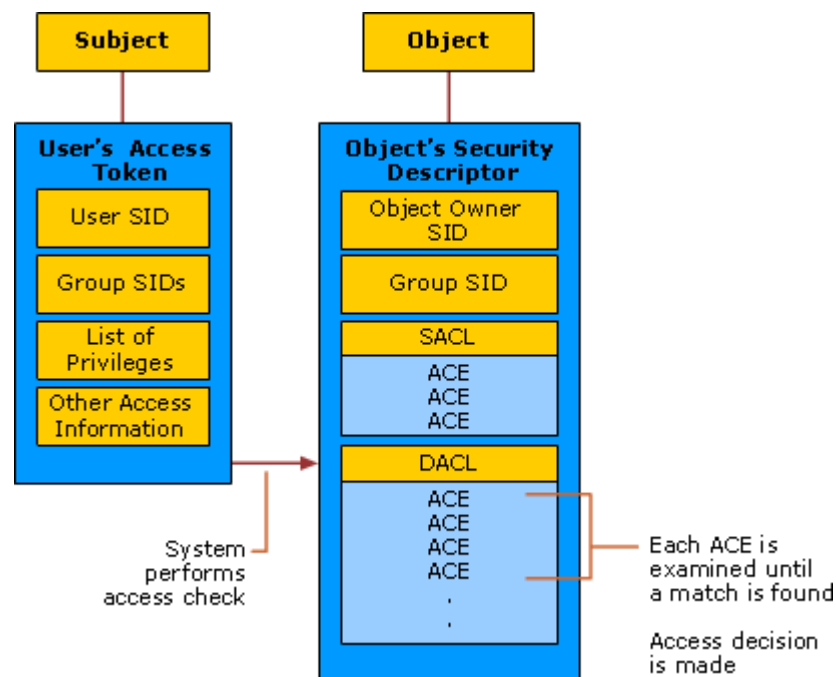 Subject
Object
User's Access
Token
User SID
Group SIDs
List of
Privileges
Other Access
Information
Object's Security
Descriptor
Object Owner
SID
Group SID
SACL
ACE
ACE
ACE
DACL
ACE
ACE
ACE
ACE
.
.
System
performs
access check
Each ACE is
examined until
a match is found
Access decision
is made